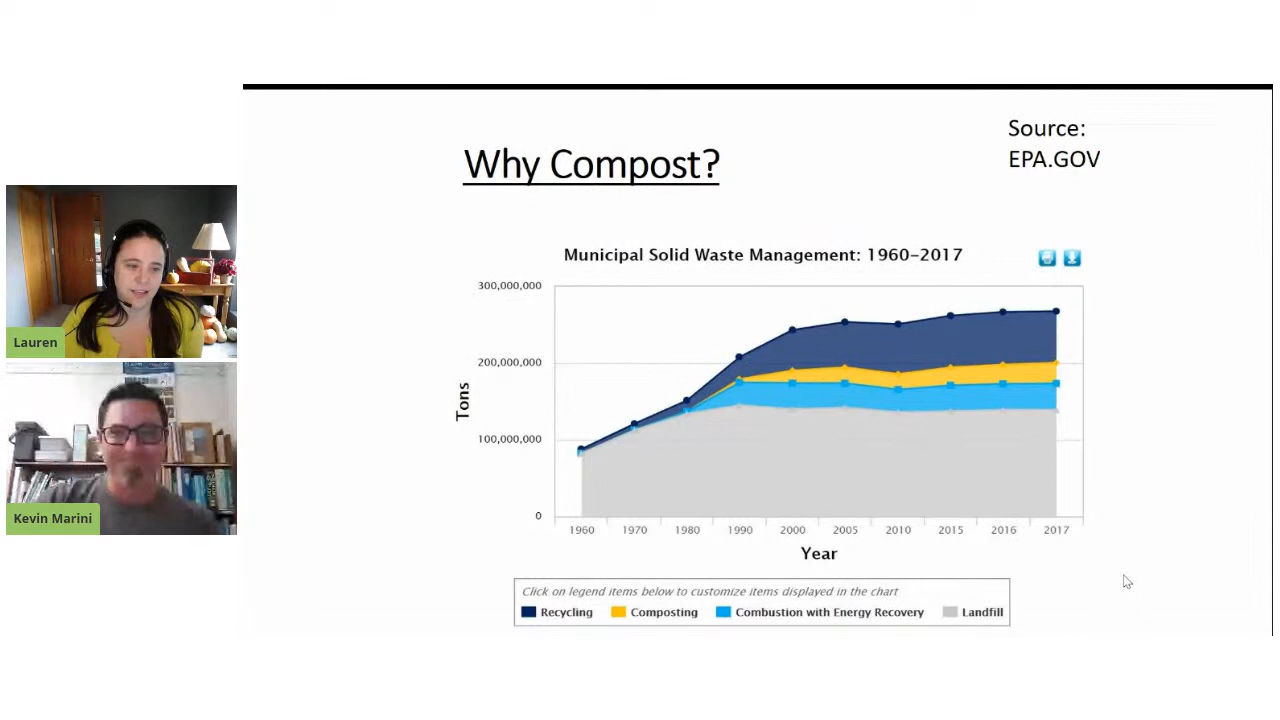 Why Compost?
Source:
EPA.GOV
Municipal Solid Waste Management: 1960–2017
300,000,000
200,000,000
100,000,000
0
Tons
1960 1970 1980 1990 2000 2005 2010 2015 2016 2017
Year
Click on legend items below to customize items displayed in the chart
Recycling Composting Combustion with Energy Recovery Landfill
Lauren
Kevin Marini